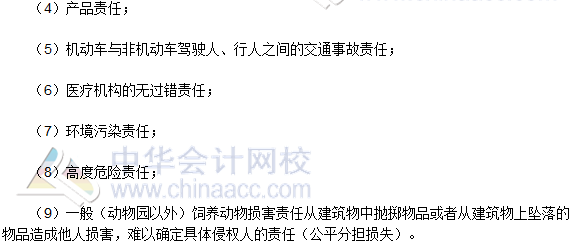 （4）产品责任；
（5）机动车与非机动车驾驶人、行人之间的交通事故责任；
（6）医疗机构的无过错责任；
（7）环境污染责任；
中华会计网校
（8）高度危险责任；
www.chinaacc.com
（9）一般（动物园以外）饲养动物损害责任从建筑物中抛掷物品或者从建筑物上坠落的
物品造成他人损害，难以确定具体侵权人的责任（公平分担损失）。